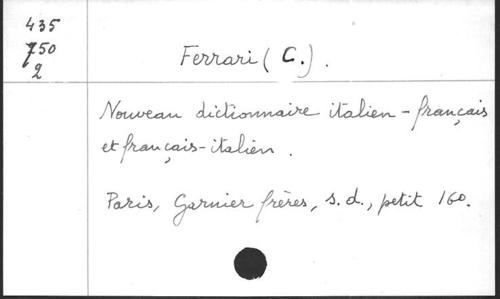 435
750
2
Ferrari (C.).
Nouveau dictionnaire italien - français
et français - italien.
Paris, Garnier frères, s.d., petit 16o.